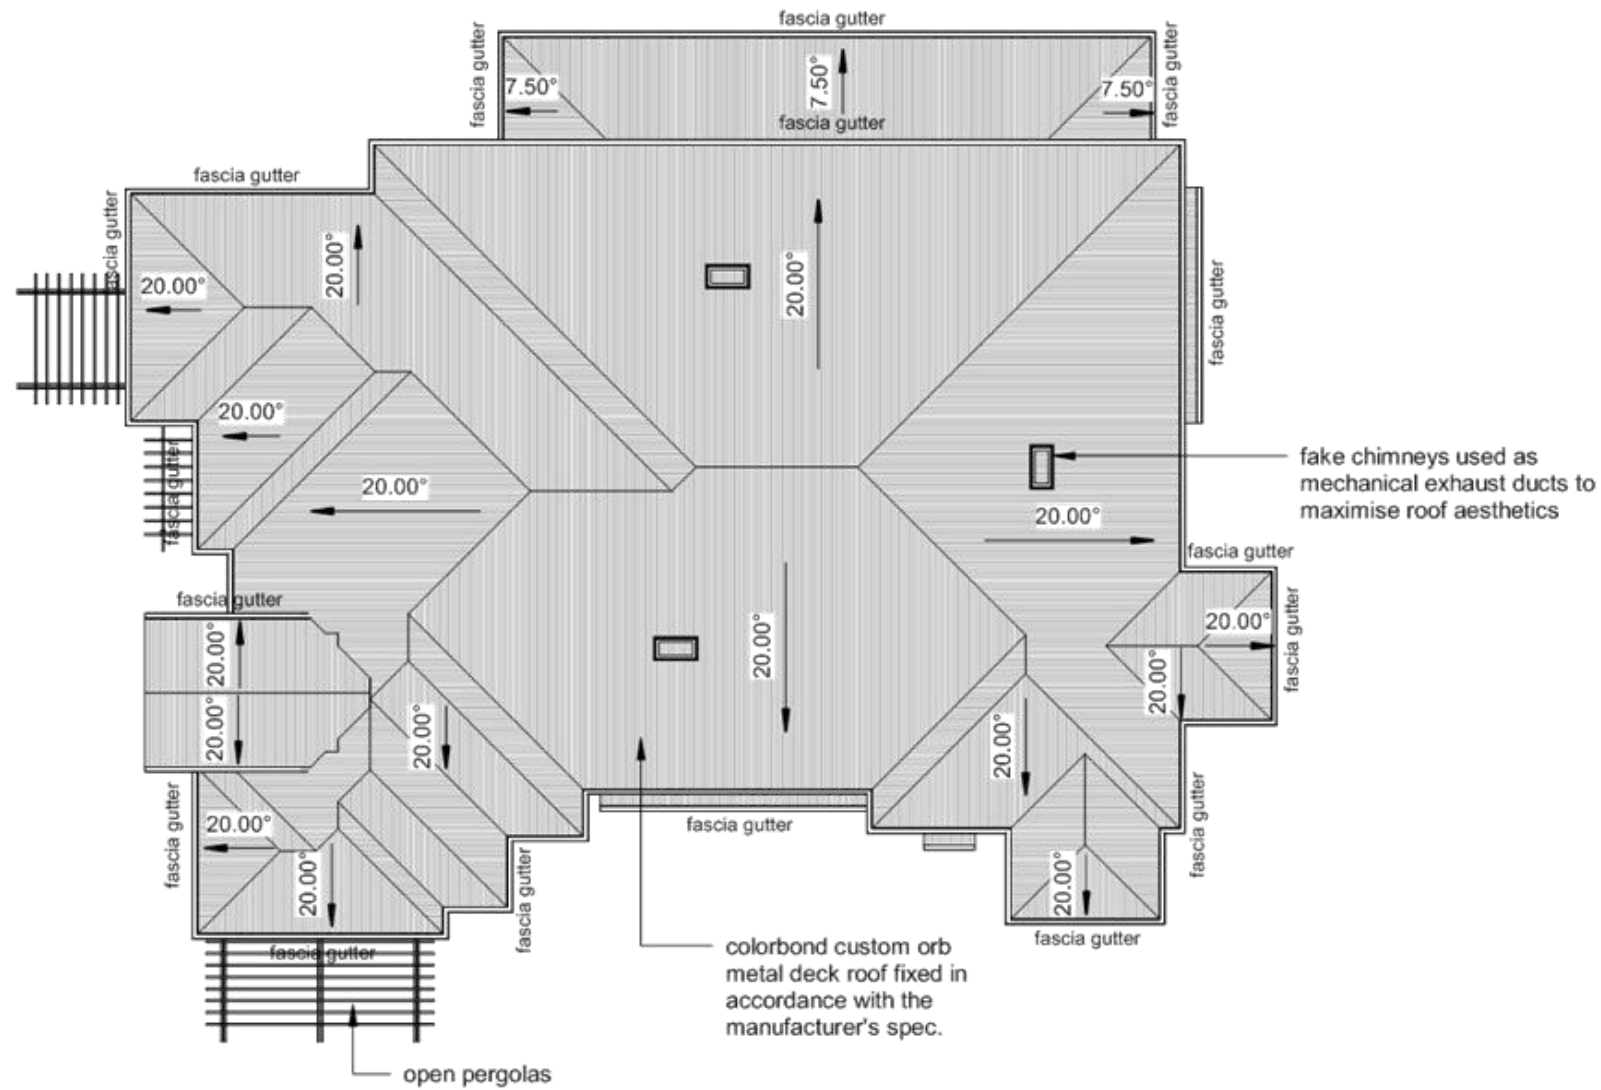 fascia gutter
fascia gutter
fascia gutter
7.50°
7.50°
7.50°
fascia gutter
fascia gutter
fascia gutter
20.00°
20.00°
20.00°
fascia gutter
20.00°
fascia gutter
20.00°
fake chimneys used as
mechanical exhaust ducts to
maximise roof aesthetics
20.00°
fascia gutter
fascia gutter
20.00°
20.00°
20.00°
20.00°
fascia gutter
20.00°
20.00°
20.00°
20.00°
fascia gutter
20.00°
fascia gutter
fascia gutter
20.00°
20.00°
fascia gutter
fascia gutter
fascia gutter
colorbond custom orb
metal deck roof fixed in
accordance with the
manufacturer's spec.
open pergolas